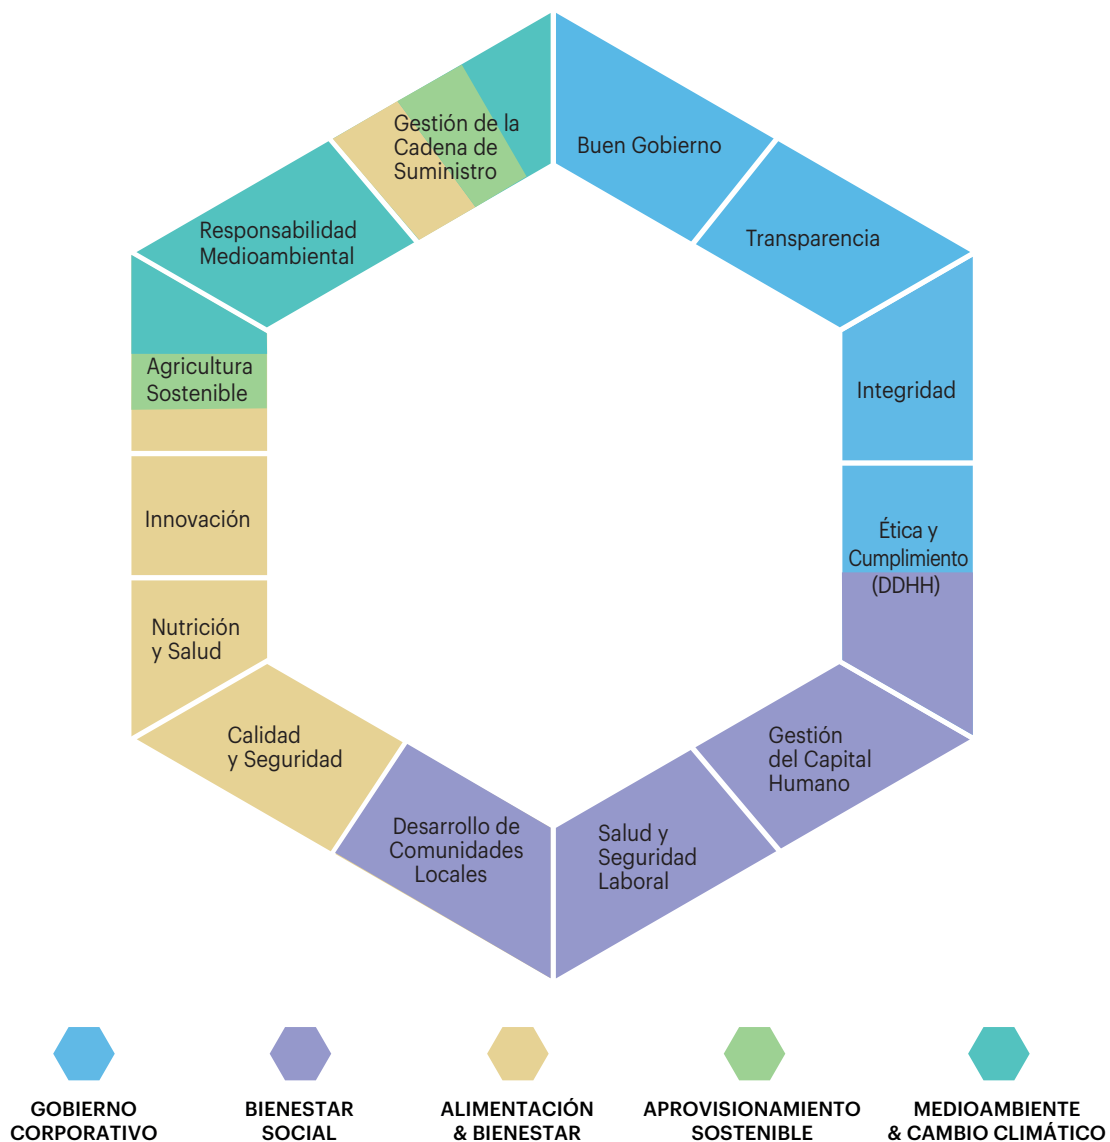 Gestión de la
Cadena de
Suministro
Buen Gobierno
Transparencia
Responsabilidad
Medioambiental
Agricultura
Sostenible
Integridad
Innovación
Ética y
Cumplimiento
(DDHH)
Nutrición
y Salud
Calidad
y Seguridad
Gestión
del Capital
Humano
Desarrollo de
Comunidades
Locales
Salud y
Seguridad
Laboral
GOBIERNO
CORPORATIVO
BIENESTAR
SOCIAL
ALIMENTACIÓN
& BIENESTAR
APROVISIONAMIENTO
SOSTENIBLE
MEDIOAMBIENTE
& CAMBIO CLIMÁTICO